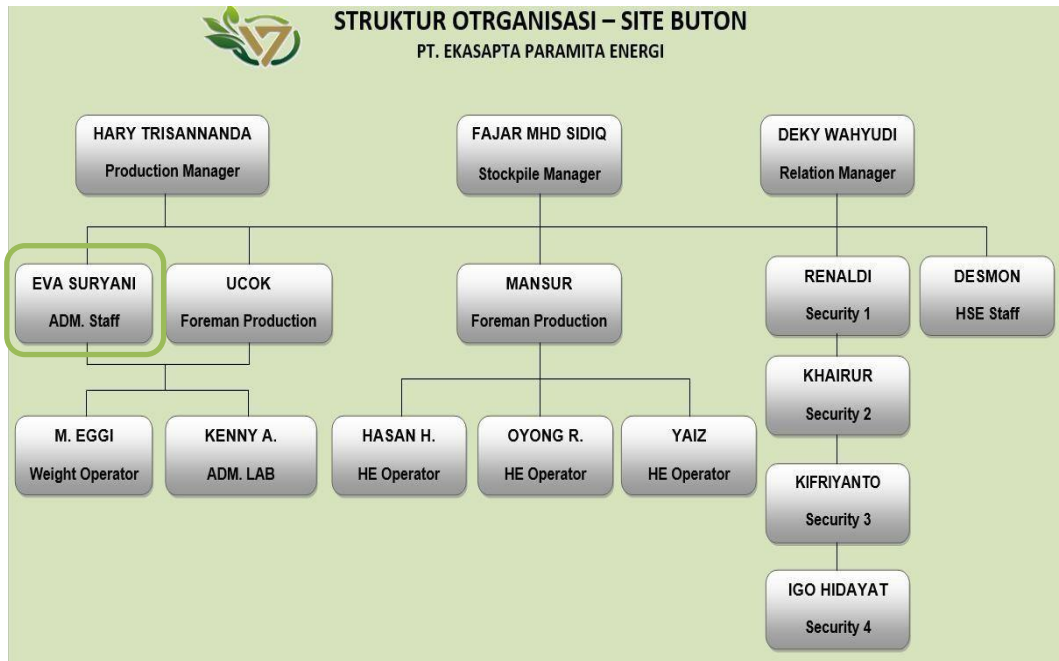 STRUKTUR OTRGANISASI – SITE BUTON
PT. EKASAPTA PARAMITA ENERGI
HARY TRISANNANDA
Production Manager
FAJAR MHD SIDIQ
Stockpile Manager
DEKY WAHYUDI
Relation Manager
EVA SURYANI
ADM. Staff
UCOK
Foreman Production
MANSUR
Foreman Production
RENALDI
Security 1
DESMON
HSE Staff
KHAIRUR
Security 2
M. EGGI
Weight Operator
KENNY A.
ADM. LAB
HASAN H.
HE Operator
OYONG R.
HE Operator
YAIZ
HE Operator
KIFRIYANTO
Security 3
IGO HIDAYAT
Security 4